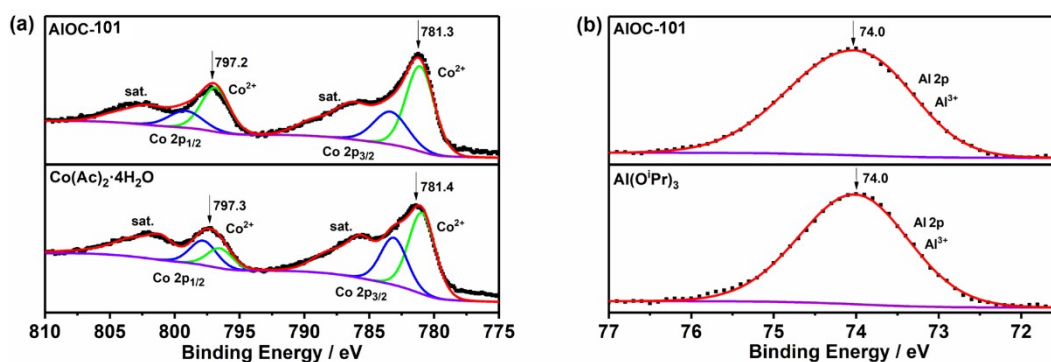 (a)
AlOC-101
781.3
797.2
Co²⁺
Co²⁺
sat.
sat.
Co 2p₁/₂
Co 2p₃/₂
Co(Ac)₂·4H₂O
781.4
797.3
Co²⁺
Co²⁺
sat.
sat.
Co 2p₁/₂
Co 2p₃/₂
810 805 800 795 790 785 780 775
Binding Energy / eV
(b)
AlOC-101
74.0
Al 2p
Al³⁺
Al(OⁱPr)₃
74.0
Al 2p
Al³⁺
77 76 75 74 73 72
Binding Energy / eV